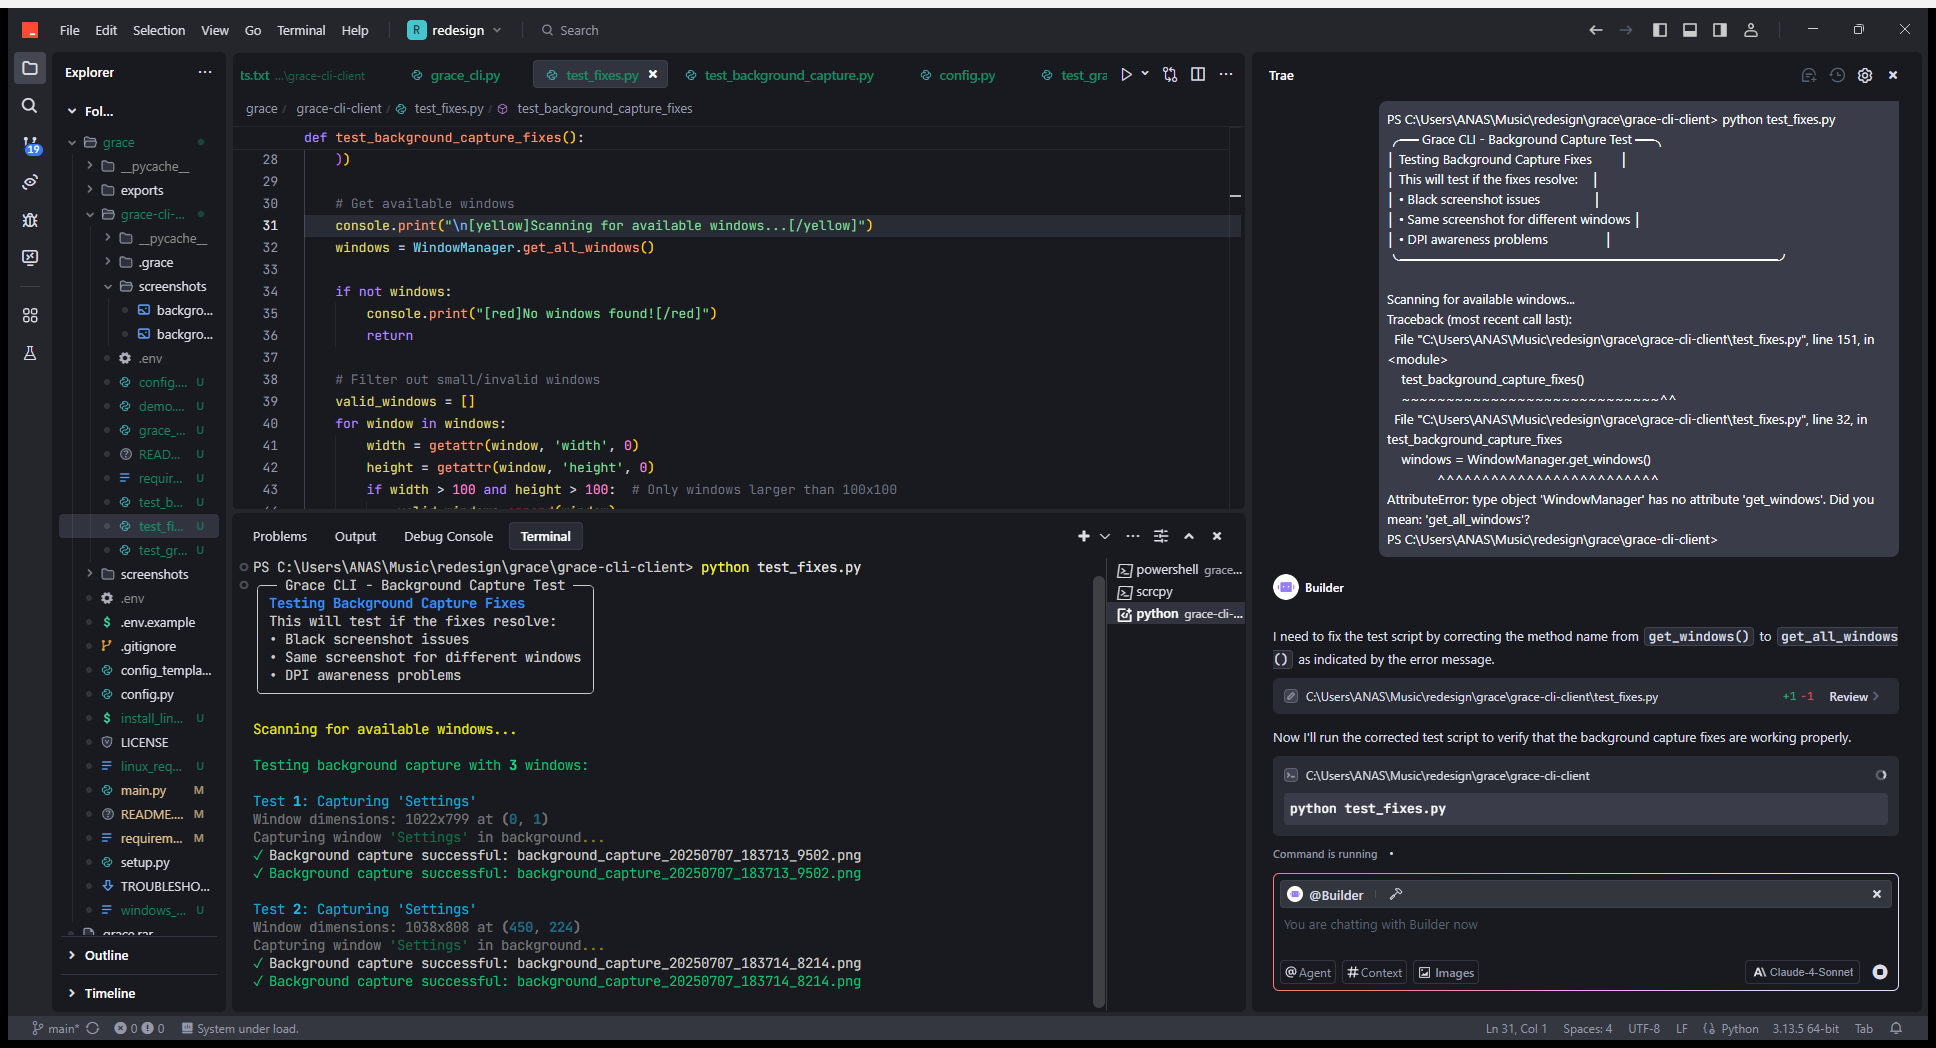 File Edit Selection View Go Terminal Help R redesign Search
Explorer ...
Fol...
grace
__pycache__
exports
grace-cli-...
__pycache__
.grace
screenshots
backgro...
backgro...
.env
config.... U
demo.... U
grace_... U
READ... U
requir... U
test_b... U
test_fi... U
test_gr... U
screenshots
.env
.env.example
.gitignore
config_templa...
config.py
install_lin... U
LICENSE
linux_req... U
main.py M
README.... M
requirem... M
setup.py
TROUBLESHO...
windows_... U
grace.rar
Outline
Timeline
19
ts.txt ...\grace-cli-client grace_cli.py test_fixes.py test_background_capture.py config.py test_gra
grace / grace-cli-client / test_fixes.py / test_background_capture_fixes
def test_background_capture_fixes():
28 ))
29
30 # Get available windows
31 console.print("\n[yellow]Scanning for available windows...[/yellow]")
32 windows = WindowManager.get_all_windows()
33
34 if not windows:
35 console.print("[red]No windows found![/red]")
36 return
37
38 # Filter out small/invalid windows
39 valid_windows = []
40 for window in windows:
41 width = getattr(window, 'width', 0)
42 height = getattr(window, 'height', 0)
43 if width > 100 and height > 100: # Only windows larger than 100x100
Problems Output Debug Console Terminal
PS C:\Users\ANAS\Music\redesign\grace\grace-cli-client> python test_fixes.py
Grace CLI - Background Capture Test
Testing Background Capture Fixes
This will test if the fixes resolve:
• Black screenshot issues
• Same screenshot for different windows
• DPI awareness problems
Scanning for available windows...
Testing background capture with 3 windows:
Test 1: Capturing 'Settings'
Window dimensions: 1022x799 at (0, 1)
Capturing window 'Settings' in background...
✓ Background capture successful: background_capture_20250707_183713_9502.png
✓ Background capture successful: background_capture_20250707_183713_9502.png
Test 2: Capturing 'Settings'
Window dimensions: 1038x808 at (450, 224)
Capturing window 'Settings' in background...
✓ Background capture successful: background_capture_20250707_183714_8214.png
✓ Background capture successful: background_capture_20250707_183714_8214.png
powershell grace...
scrcpy
python grace-cli-...
Trae
PS C:\Users\ANAS\Music\redesign\grace\grace-cli-client> python test_fixes.py
Grace CLI - Background Capture Test
Testing Background Capture Fixes
This will test if the fixes resolve:
• Black screenshot issues
• Same screenshot for different windows
• DPI awareness problems
Scanning for available windows...
Traceback (most recent call last):
File "C:\Users\ANAS\Music\redesign\grace\grace-cli-client\test_fixes.py", line 151, in
<module>
test_background_capture_fixes()
~~~~~~~~~~~~~~~~~~~~~~~~~~~~~^^
File "C:\Users\ANAS\Music\redesign\grace\grace-cli-client\test_fixes.py", line 32, in
test_background_capture_fixes
windows = WindowManager.get_windows()
^^^^^^^^^^^^^^^^^^^^^^^^^
AttributeError: type object 'WindowManager' has no attribute 'get_windows'. Did you
mean: 'get_all_windows'?
PS C:\Users\ANAS\Music\redesign\grace\grace-cli-client>
Builder
I need to fix the test script by correcting the method name from get_windows() to get_all_windows
() as indicated by the error message.
C:\Users\ANAS\Music\redesign\grace\grace-cli-client\test_fixes.py +1 -1 Review
Now I'll run the corrected test script to verify that the background capture fixes are working properly.
C:\Users\ANAS\Music\redesign\grace\grace-cli-client
python test_fixes.py
Command is running •
@Builder
You are chatting with Builder now
@Agent #Context Images A\ Claude-4-Sonnet
main* 0 0 System under load. Ln 31, Col 1 Spaces: 4 UTF-8 LF Python 3.13.5 64-bit Tab